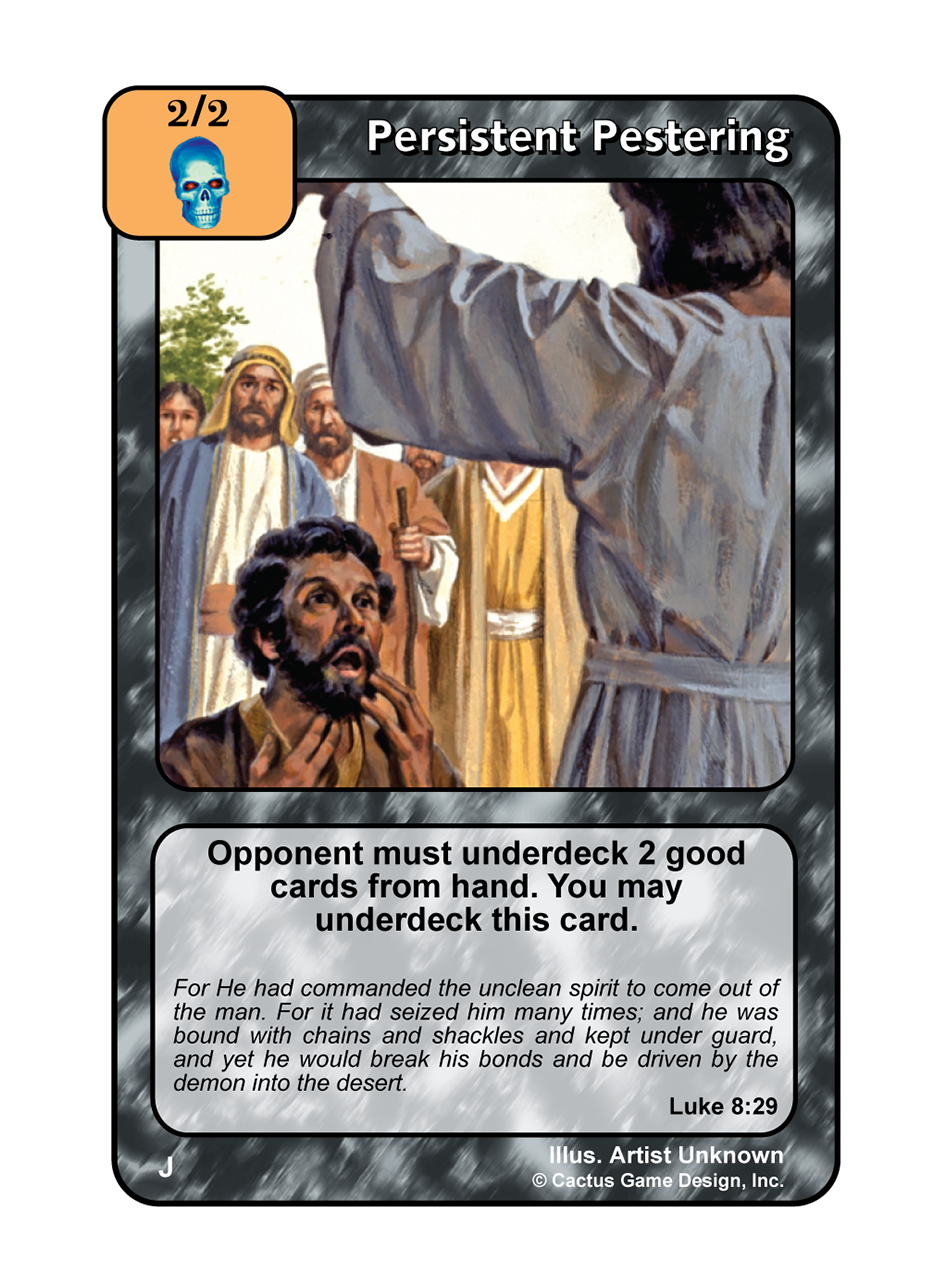 2/2
Persistent Pestering
Opponent must underdeck 2 good
cards from hand. You may
underdeck this card.
For He had commanded the unclean spirit to come out of
the man. For it had seized him many times; and he was
bound with chains and shackles and kept under guard,
and yet he would break his bonds and be driven by the
demon into the desert.
Luke 8:29
J
Illus. Artist Unknown
© Cactus Game Design, Inc.